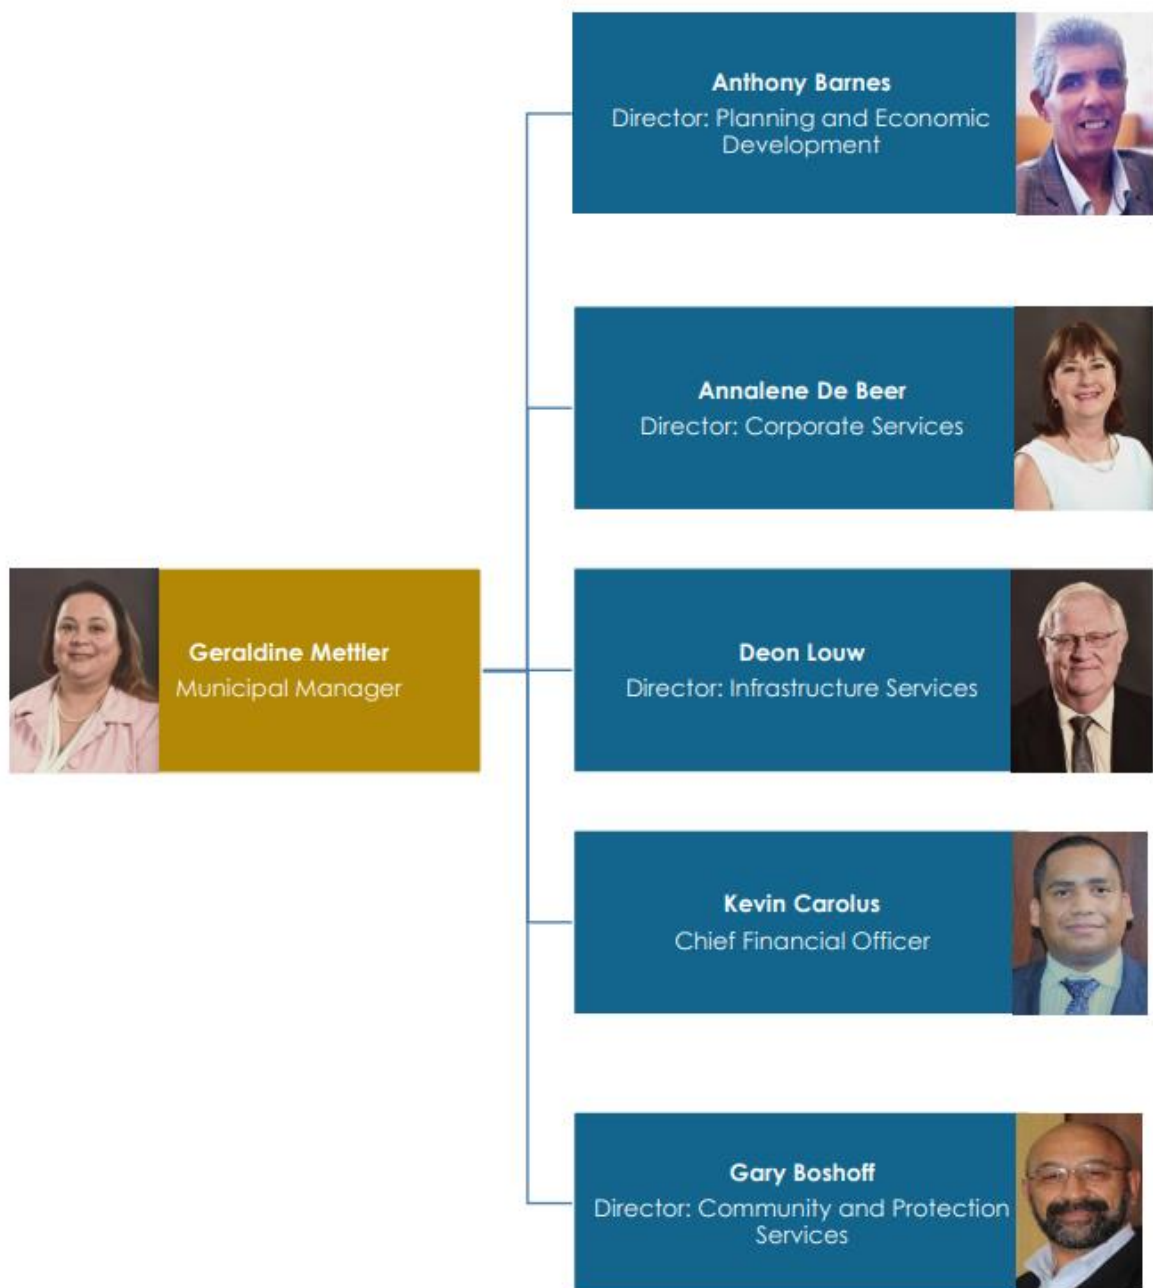 Anthony Barnes
Director: Planning and Economic
Development
Annalene De Beer
Director: Corporate Services
Geraldine Mettler
Municipal Manager
Deon Louw
Director: Infrastructure Services
Kevin Carolus
Chief Financial Officer
Gary Boshoff
Director: Community and Protection
Services